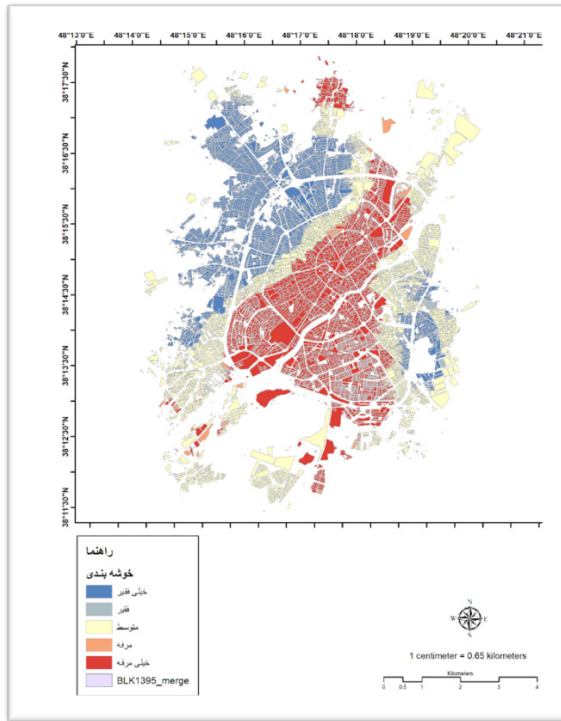 48°13'0"E 48°14'0"E 48°15'0"E 48°16'0"E 48°17'0"E 48°18'0"E 48°19'0"E 48°20'0"E 48°21'0"E
38°17'30"N
38°16'30"N
38°15'30"N
38°14'30"N
38°13'30"N
38°12'30"N
38°11'30"N
راهنما
خوشه بندی
خیلی فقیر
فقیر
متوسط
مرفه
خیلی مرفه
BLK1395_merge
N
W E
S
1 centimeter = 0.65 kilometers
Kilometers
0 0.5 1 2 3 4